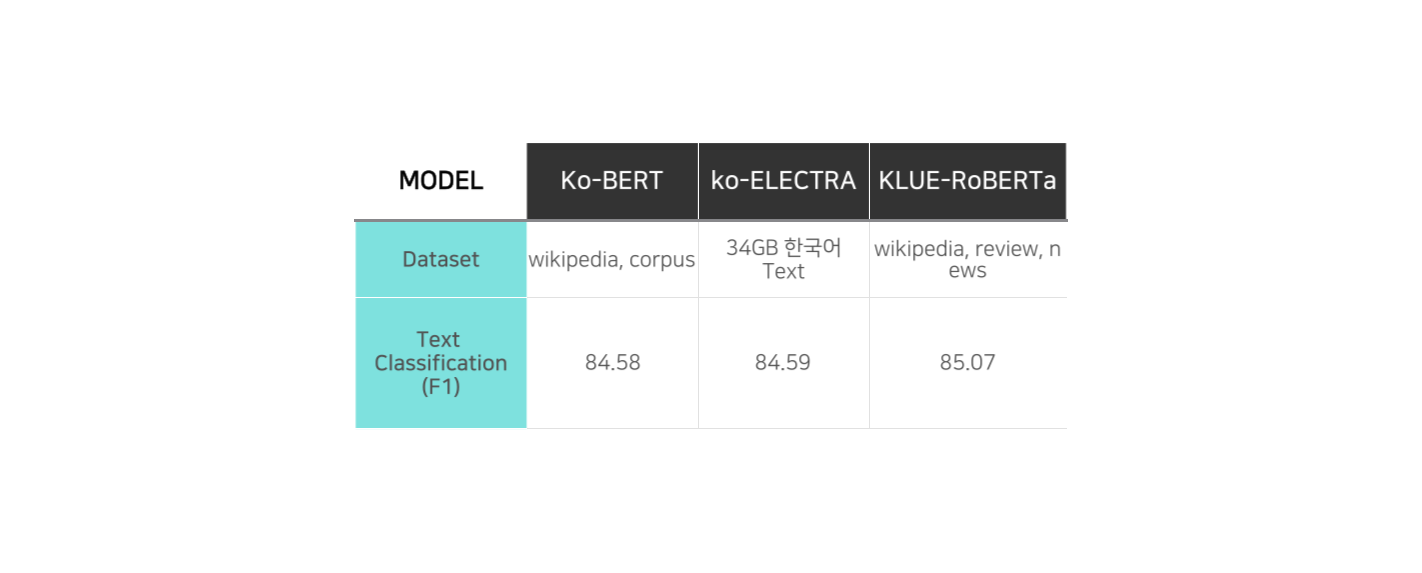 MODEL Ko-BERT ko-ELECTRA KLUE-RoBERTa
Dataset
wikipedia, corpus
34GB 한국어
Text
wikipedia, review, n
ews
Text
Classification
(F1)
84.58 84.59 85.07